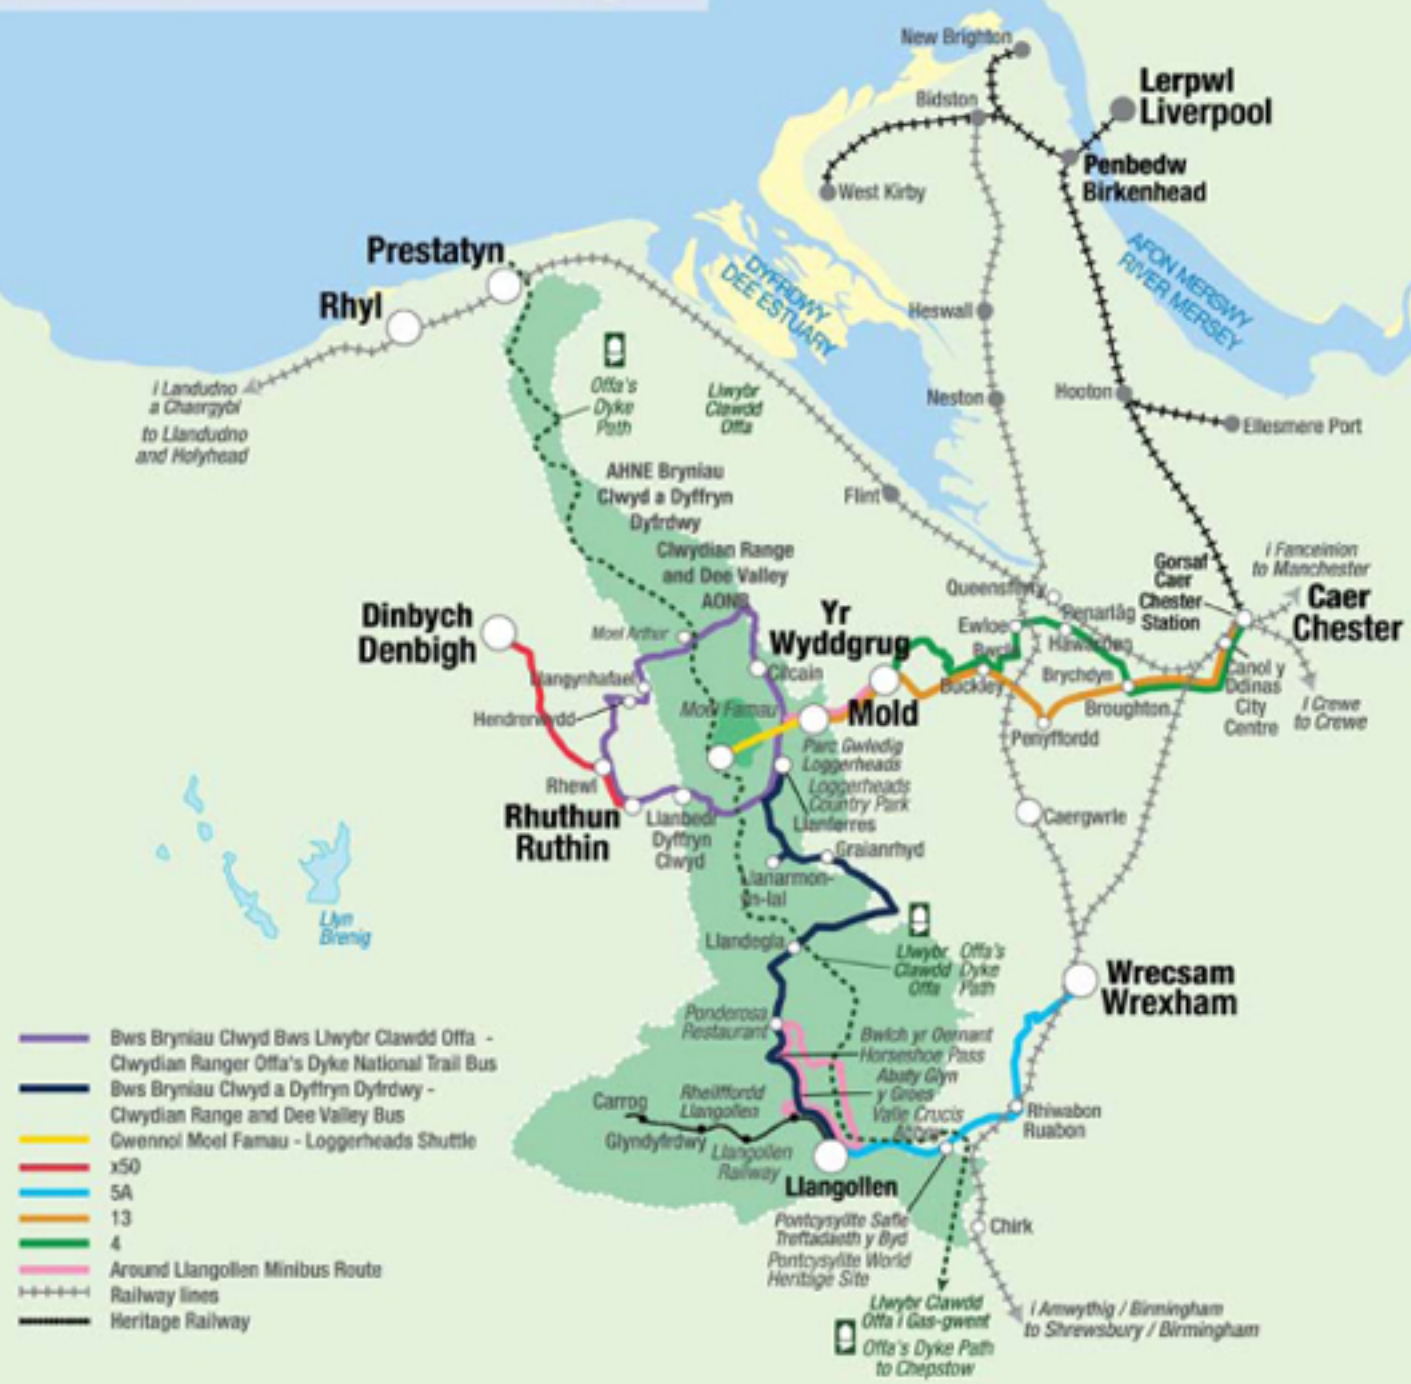 New Brighton
Bidston
Lerpwl
Liverpool
Penbedw
Birkenhead
West Kirby
AFON MERSWY
RIVER MERSEY
DYFRDWY
DEE ESTUARY
Prestatyn
Rhyl
Heswall
i Landudno
a Chaergybi
to Llandudno
and Holyhead
Offa's
Dyke
Path
Llwybr
Clawdd
Offa
Neston
Hooton
Ellesmere Port
AHNE Bryniau
Clwyd a Dyffryn
Dyfrdwy
Flint
Clwydian Range
and Dee Valley
AONB
Gorsaf
Caer
Chester
Station
i Fanceinion
to Manchester
Caer
Chester
Queensferry
Penarlâg
Hawarden
Ewloe
Bwcle
Buckley
Dinbych
Denbigh
Moel Arthur
Yr
Wyddgrug
Mold
Cilcain
Brychdyn
Broughton
Canol y
Ddinas
City
Centre
i Crewe
to Crewe
Llangynhafael
Hendrerwydd
Moel Famau
Penyffordd
Parc Gwledig
Loggerheads
Loggerheads
Country Park
Rhewl
Rhuthun
Ruthin
Llanbedr
Dyffryn
Clwyd
Llanferres
Caergwrle
Graianrhyd
Llanarmon-
yn-Ial
Llyn
Brenig
Llandegla
Llwybr
Clawdd
Offa
Offa's
Dyke
Path
Wrecsam
Wrexham
Ponderosa
Restaurant
Bwlch yr Oernant
Horseshoe Pass
Abaty Glyn
y Groes
Valle Crucis
Abbey
Rheilffordd
Llangollen
Carrog
Glyndyfrdwy
Llangollen
Railway
Rhiwabon
Ruabon
Llangollen
Pontcysyllte Safle
Treftadaeth y Byd
Pontcysyllte World
Heritage Site
Chirk
Llwybr Clawdd
Offa i Gas-gwent
Offa's Dyke Path
to Chepstow
i Amwythig / Birmingham
to Shrewsbury / Birmingham
Bws Bryniau Clwyd Bws Llwybr Clawdd Offa -
Clwydian Ranger Offa's Dyke National Trail Bus
Bws Bryniau Clwyd a Dyffryn Dyfrdwy -
Clwydian Range and Dee Valley Bus
Gwennol Moel Famau - Loggerheads Shuttle
x50
5A
13
4
Around Llangollen Minibus Route
Railway lines
Heritage Railway